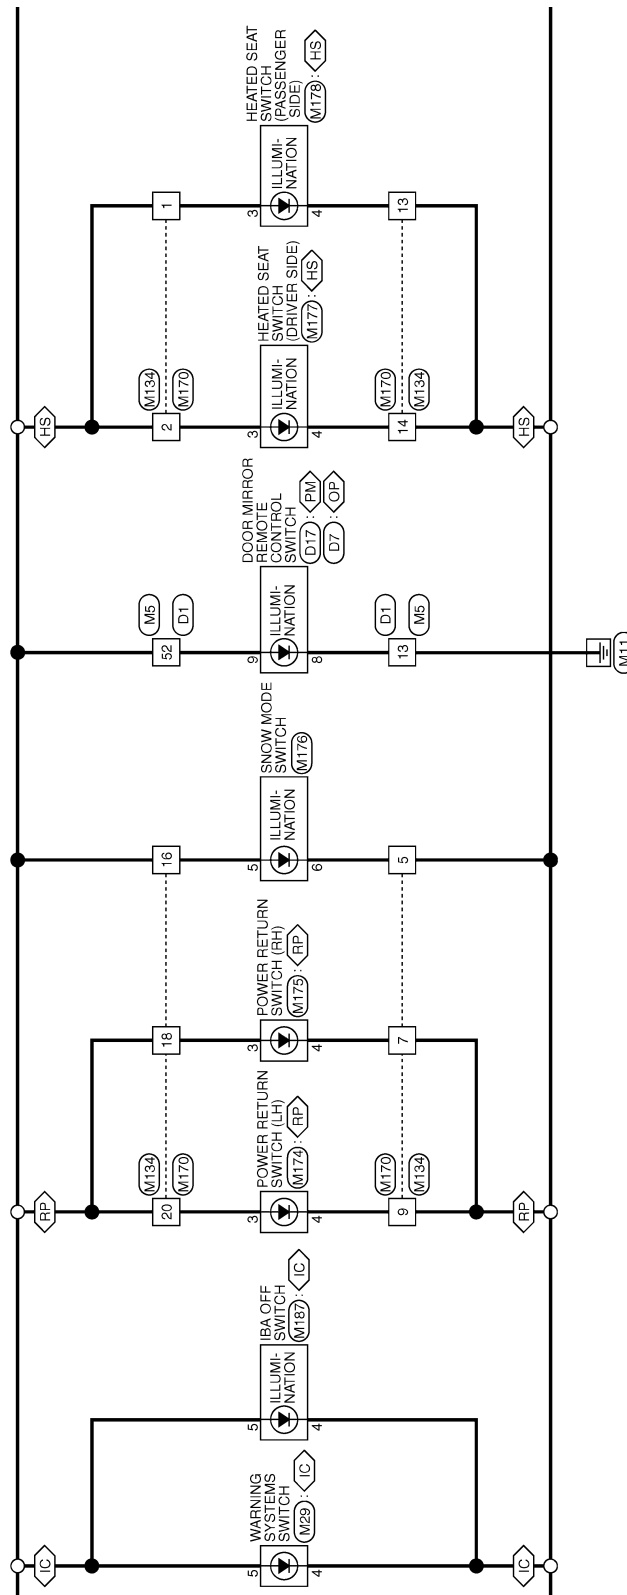 HEATED SEAT
SWITCH
(PASSENGER
SIDE)
M178 : HS
1
3
ILLUMI-
NATION
4
13
HEATED SEAT
SWITCH
(DRIVER SIDE)
M177 : HS
HS
M134
M170
2
3
ILLUMI-
NATION
4
M170
M134
14
HS
DOOR MIRROR
REMOTE
CONTROL
SWITCH
D17 : PM
D7 : OP
M5
D1
52
9
ILLUMI-
NATION
8
D1
M5
13
M11
SNOW MODE
SWITCH
M176
16
5
ILLUMI-
NATION
6
5
POWER RETURN
SWITCH (RH)
M175 : RP
18
3
4
7
POWER RETURN
SWITCH (LH)
M174 : RP
RP
M134
M170
20
3
4
M170
M134
9
RP
IBA OFF
SWITCH
M187 : IC
5
ILLUMI-
NATION
4
WARNING
SYSTEMS
SWITCH
M29 : IC
IC
5
4
IC